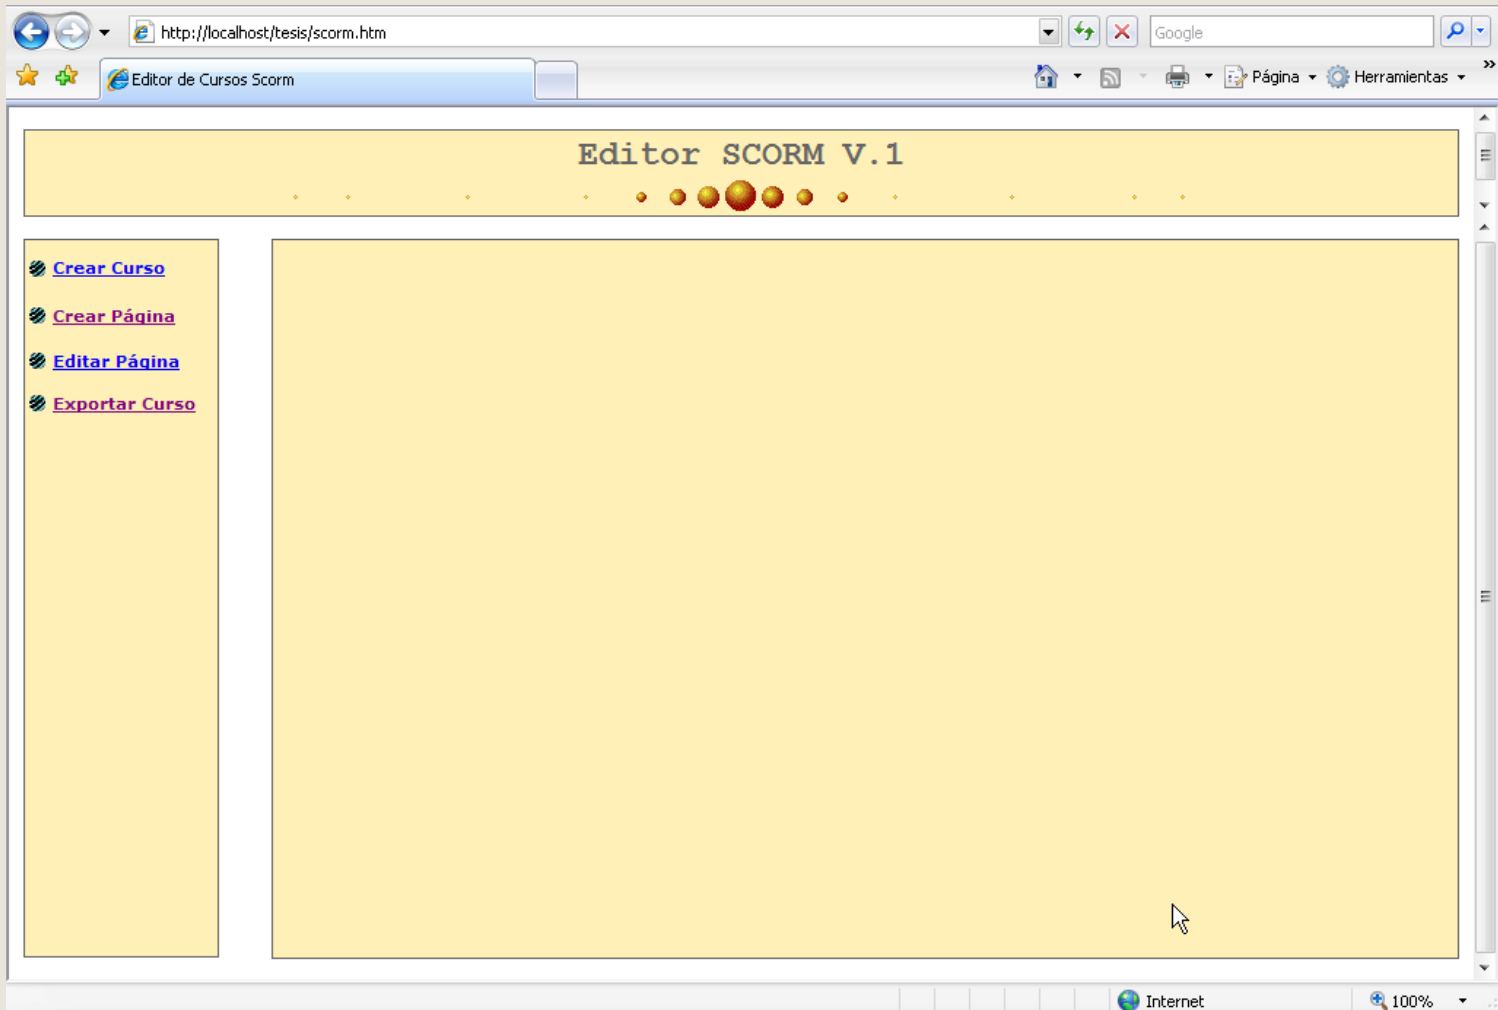 http://localhost/tesis/scorm.htm
Google
Editor de Cursos Scorm
Página
Herramientas
»
Editor SCORM V.1
Crear Curso
Crear Página
Editar Página
Exportar Curso
Internet
100%